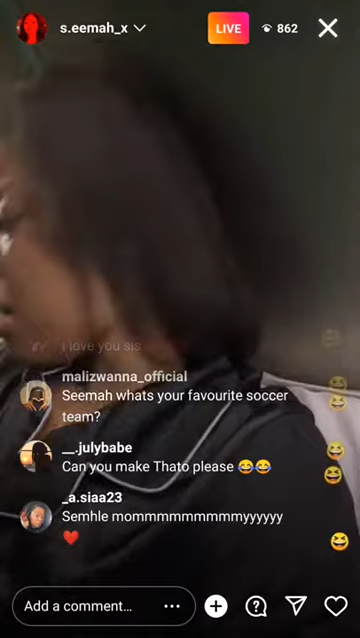 s.eemah_x
LIVE
862
I love you sis
malizwanna_official
Seemah whats your favourite soccer
team?
__.julybabe
Can you make Thato please 😂😂
_a.siaa23
Semhle mommmmmmmmmyyyyyy
❤️
Add a comment...